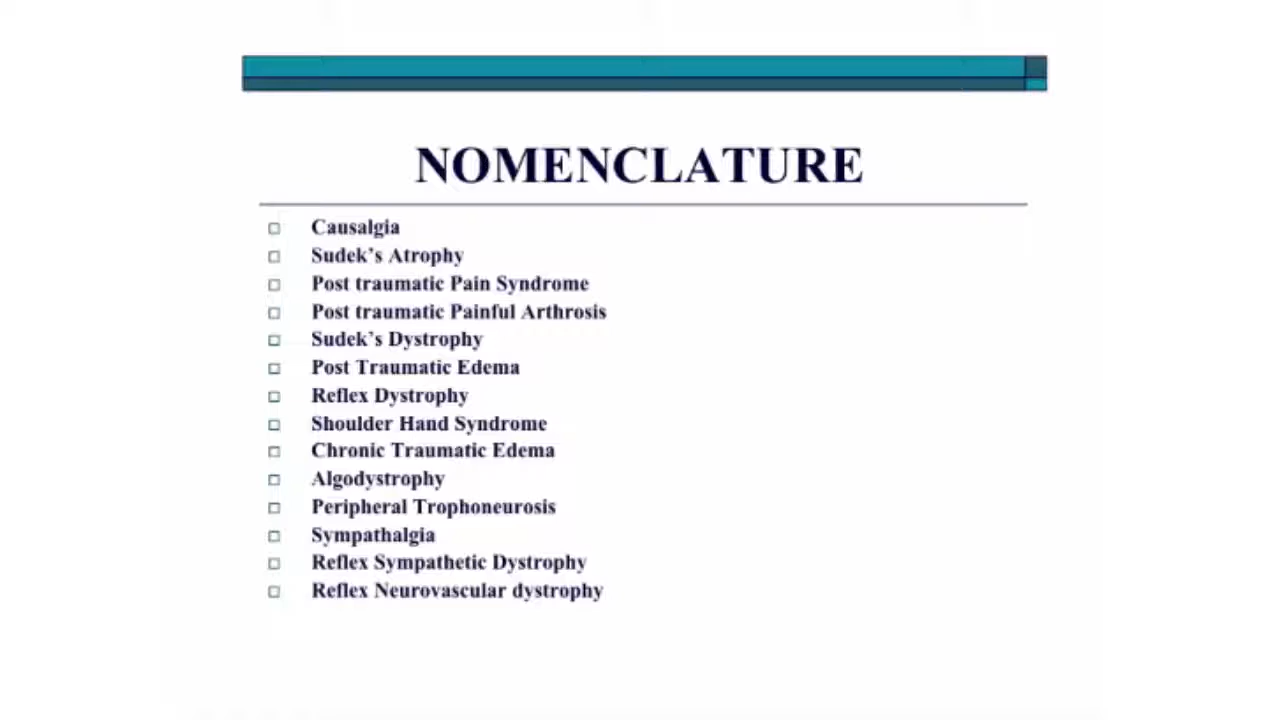 NOMENCLATURE
Causalgia
Sudek's Atrophy
Post traumatic Pain Syndrome
Post traumatic Painful Arthrosis
Sudek's Dystrophy
Post Traumatic Edema
Reflex Dystrophy
Shoulder Hand Syndrome
Chronic Traumatic Edema
Algodystrophy
Peripheral Trophoneurosis
Sympathalgia
Reflex Sympathetic Dystrophy
Reflex Neurovascular dystrophy